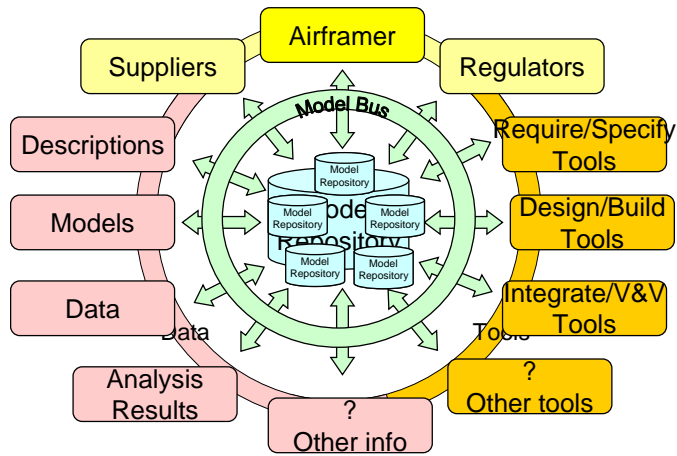 Airframer
Suppliers
Regulators
Model Bus
Descriptions
Require/Specify
Tools
Model
Repository
Model
Repository
Model
Repository
Models
Design/Build
Tools
Repository
Model
Repository
Model
Repository
Data
Integrate/V&V
Tools
Data
Tools
Analysis
Results
?
Other tools
?
Other info